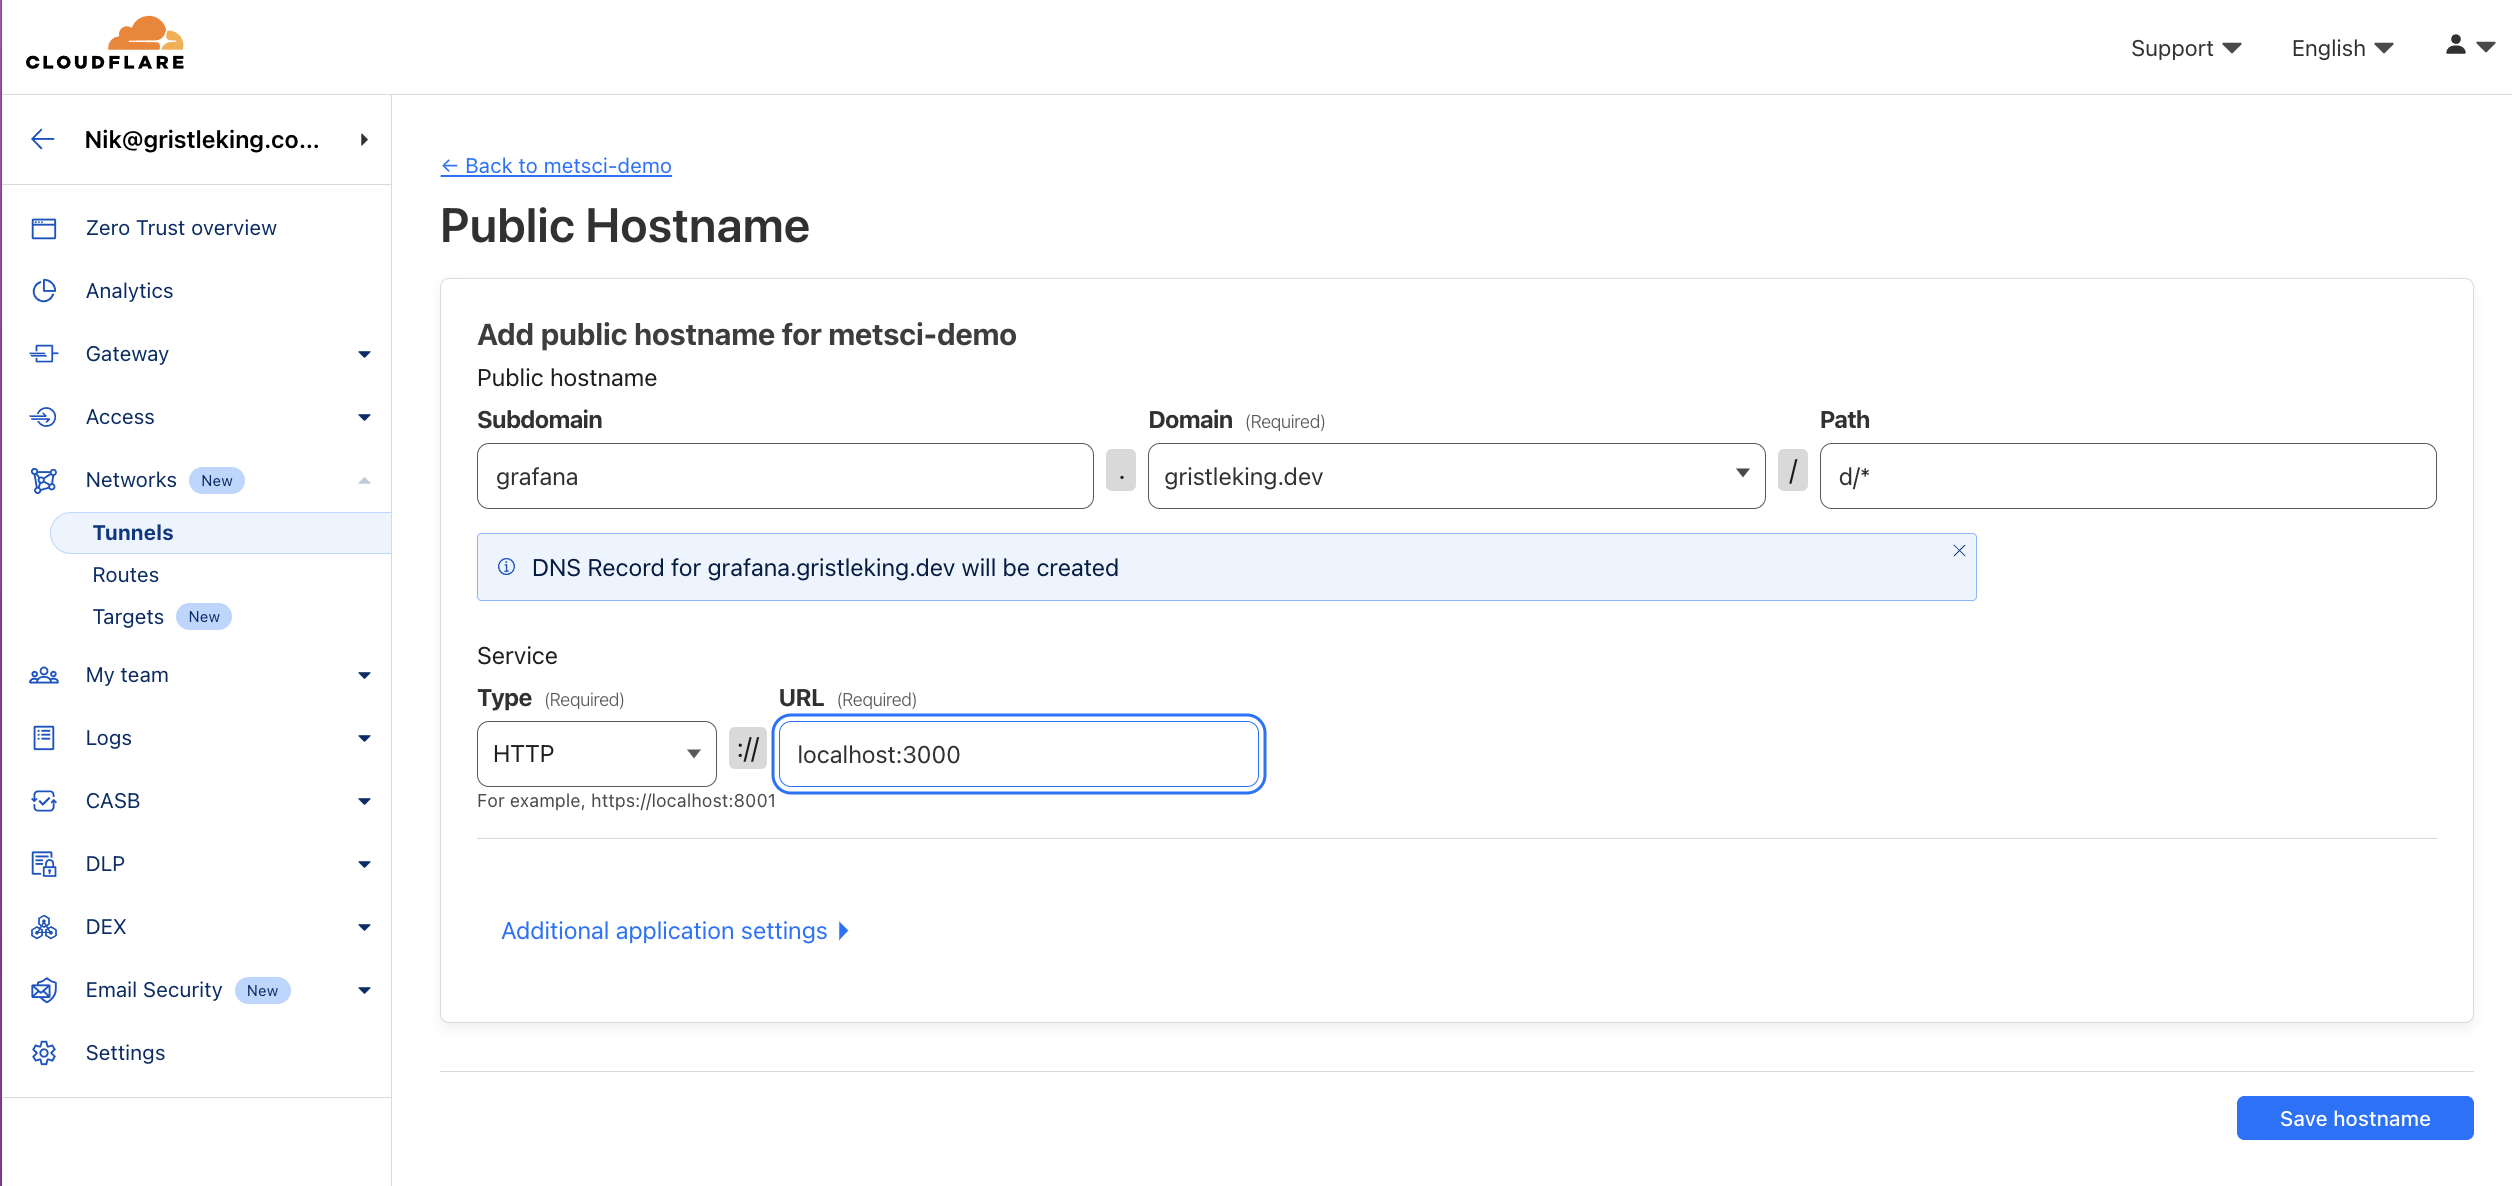 CLOUDFLARE
Support
English
Nik@gristleking.co...
Zero Trust overview
Analytics
Gateway
Access
Networks New
Tunnels
Routes
Targets New
My team
Logs
CASB
DLP
DEX
Email Security New
Settings
← Back to metsci-demo
Public Hostname
Add public hostname for metsci-demo
Public hostname
Subdomain Domain (Required) Path
grafana . gristleking.dev / d/*
DNS Record for grafana.gristleking.dev will be created
Service
Type (Required) URL (Required)
HTTP :// localhost:3000
For example, https://localhost:8001
Additional application settings
Save hostname